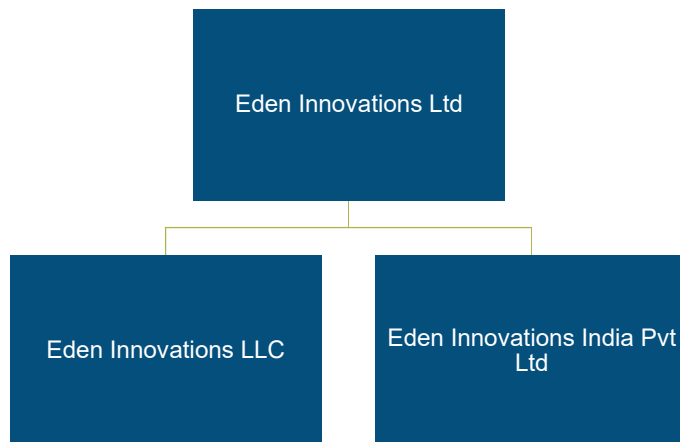 Eden Innovations Ltd
Eden Innovations LLC
Eden Innovations India Pvt
Ltd